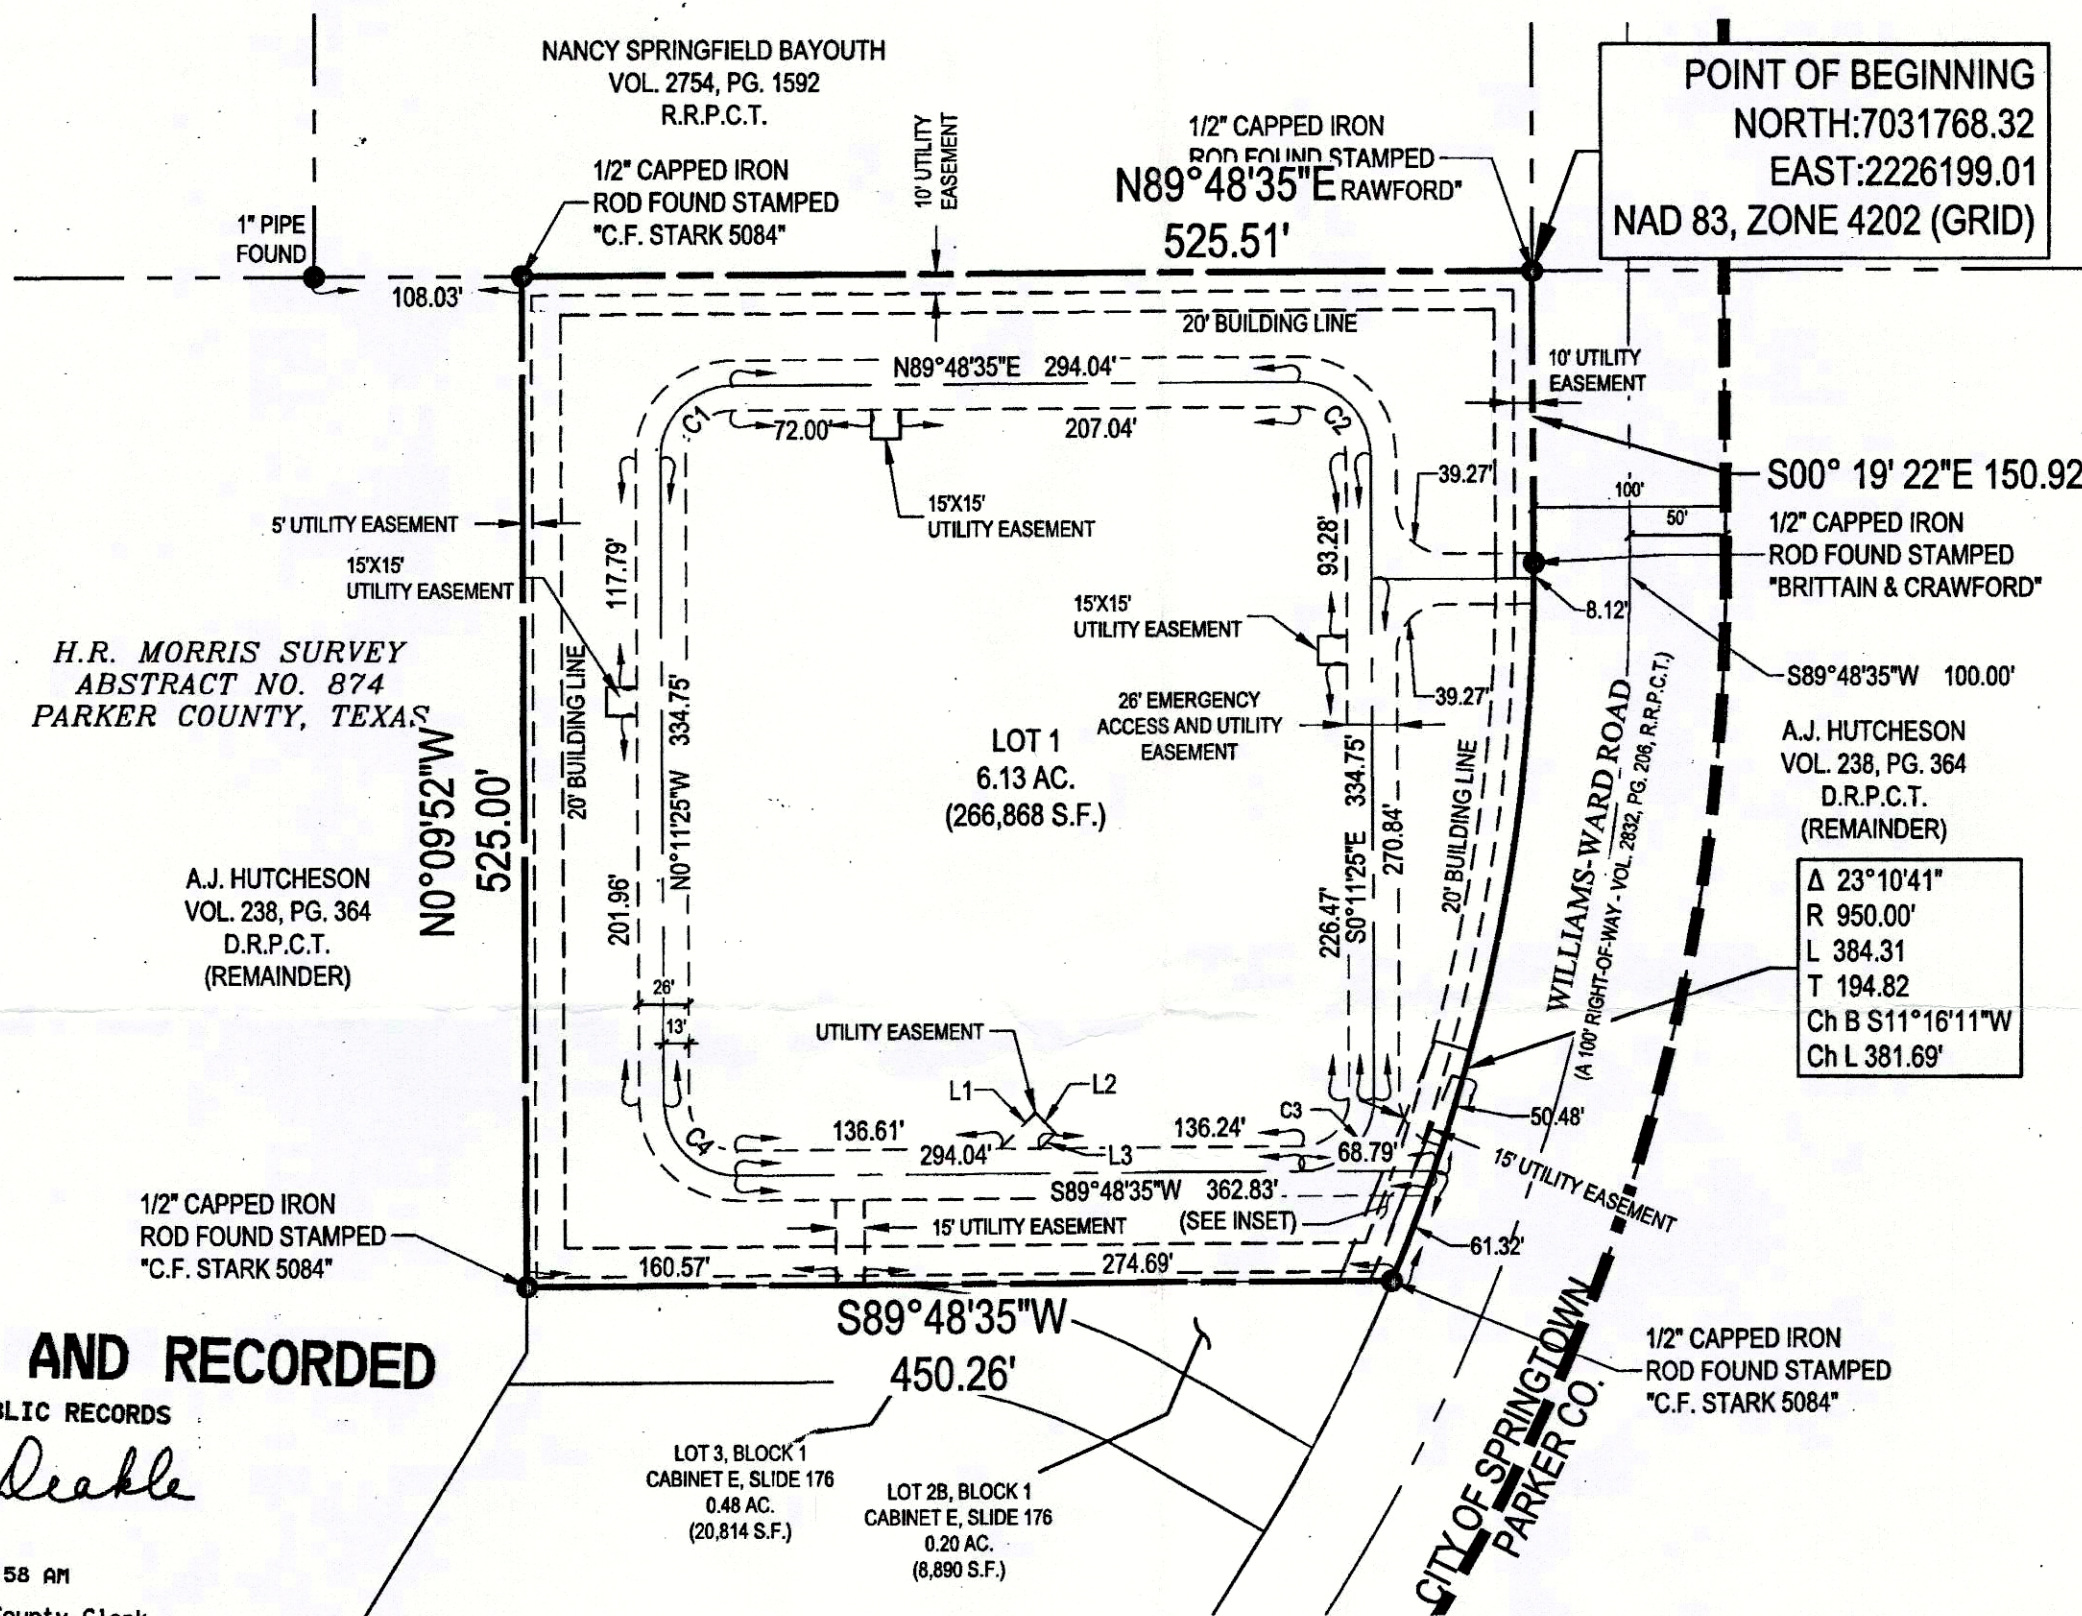 NANCY SPRINGFIELD BAYOUTH
VOL. 2754, PG. 1592
R.R.P.C.T.
POINT OF BEGINNING
NORTH:7031768.32
EAST:2226199.01
NAD 83, ZONE 4202 (GRID)
10' UTILITY
EASEMENT
1/2" CAPPED IRON
ROD FOUND STAMPED
RAWFORD"
N89°48'35"E
525.51'
1/2" CAPPED IRON
ROD FOUND STAMPED
"C.F. STARK 5084"
1" PIPE
FOUND
108.03'
20' BUILDING LINE
N89°48'35"E 294.04'
10' UTILITY
EASEMENT
C1
72.00'
207.04'
C2
39.27'
S00° 19' 22"E 150.92
100'
50'
15'X15'
UTILITY EASEMENT
5' UTILITY EASEMENT
15'X15'
UTILITY EASEMENT
117.79'
93.28'
1/2" CAPPED IRON
ROD FOUND STAMPED
"BRITTAIN & CRAWFORD"
8.12'
15'X15'
UTILITY EASEMENT
H.R. MORRIS SURVEY
ABSTRACT NO. 874
PARKER COUNTY, TEXAS
S89°48'35"W 100.00'
39.27'
26' EMERGENCY
ACCESS AND UTILITY
EASEMENT
LOT 1
6.13 AC.
(266,868 S.F.)
20' BUILDING LINE
N0°11'25"W 334.75'
S0°11'25"E 334.75'
270.84'
20' BUILDING LINE
WILLIAMS-WARD ROAD
(A 100' RIGHT-OF-WAY - VOL. 2832, PG. 206, R.R.P.C.T.)
A.J. HUTCHESON
VOL. 238, PG. 364
D.R.P.C.T.
(REMAINDER)
N0°09'52"W
525.00'
A.J. HUTCHESON
VOL. 238, PG. 364
D.R.P.C.T.
(REMAINDER)
201.96'
226.47'
Δ 23°10'41"
R 950.00'
L 384.31
T 194.82
Ch B S11°16'11"W
Ch L 381.69'
26'
13'
UTILITY EASEMENT
L1
L2
L3
C3
C4
136.61'
136.24'
294.04'
68.79'
50.48'
15' UTILITY EASEMENT
S89°48'35"W 362.83'
(SEE INSET)
15' UTILITY EASEMENT
61.32'
1/2" CAPPED IRON
ROD FOUND STAMPED
"C.F. STARK 5084"
160.57'
274.69'
S89°48'35"W
450.26'
1/2" CAPPED IRON
ROD FOUND STAMPED
"C.F. STARK 5084"
CITY OF SPRINGTOWN
PARKER CO.
AND RECORDED
BLIC RECORDS
Deakle
58 AM
County Clerk
LOT 3, BLOCK 1
CABINET E, SLIDE 176
0.48 AC.
(20,814 S.F.)
LOT 2B, BLOCK 1
CABINET E, SLIDE 176
0.20 AC.
(8,890 S.F.)